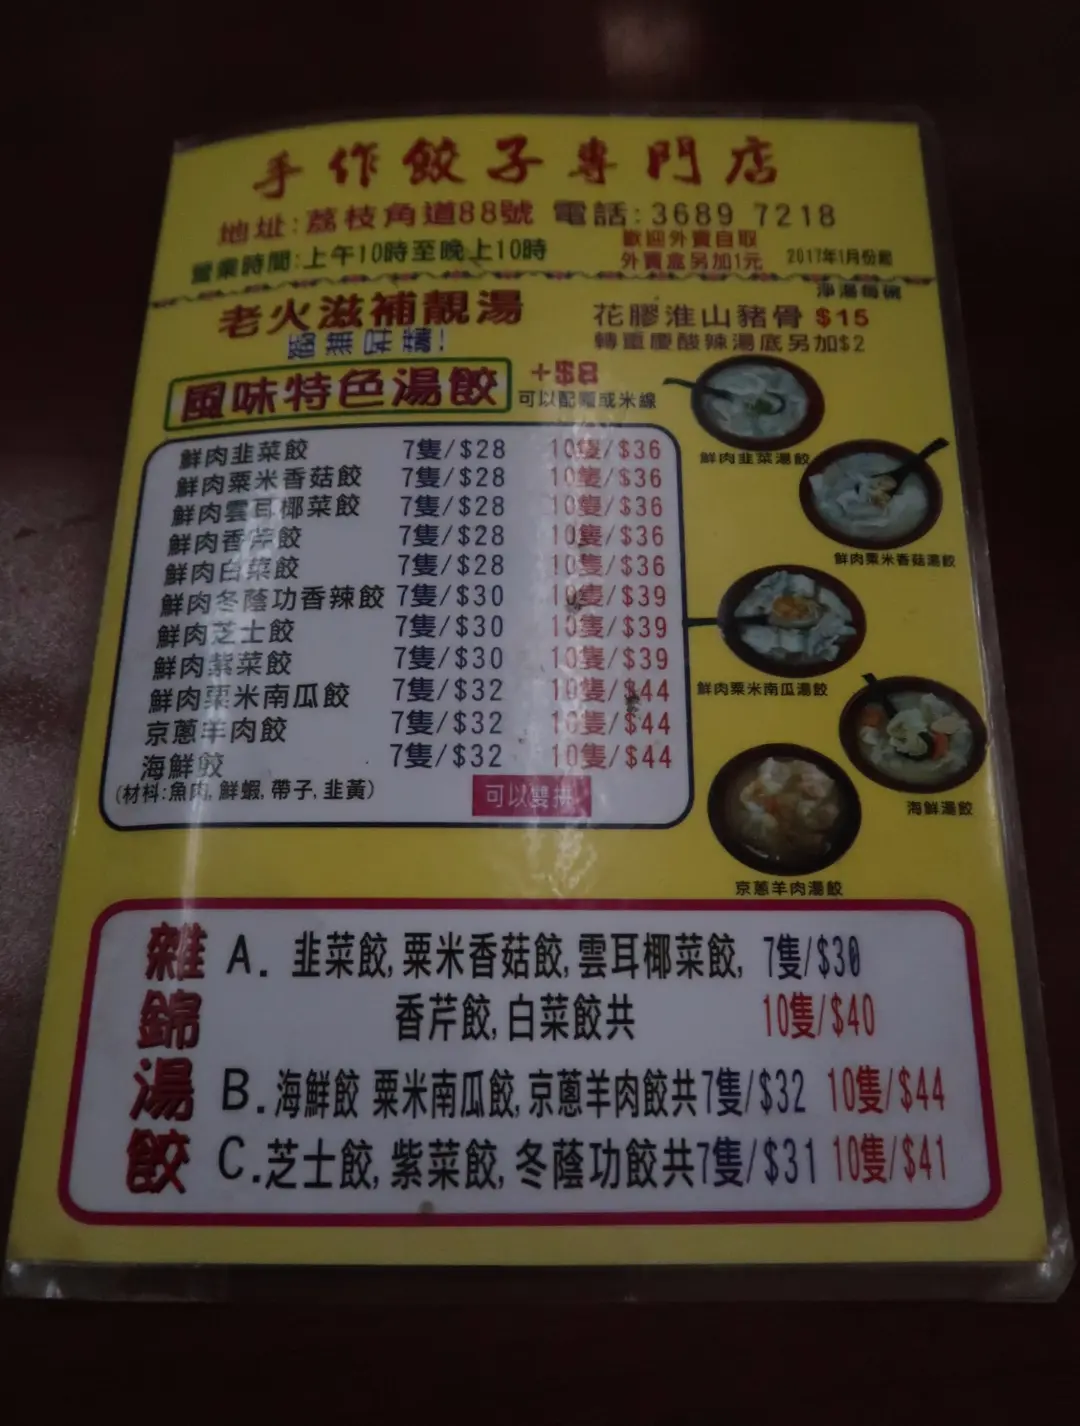 手作餃子專門店
地址:荔枝角道88號 電話:3689 7218
營業時間:上午10時至晚上10時
歡迎外賣自取
外賣盒另加1元
2017年1月份起
淨湯每碗
老火滋補靚湯
絕無味精!
花膠淮山豬骨 $15
轉重慶酸辣湯底另加$2
風味特色湯餃
+$8
可以配麵或米線
鮮肉韭菜餃 7隻/$28 10隻/$36
鮮肉粟米香菇餃 7隻/$28 10隻/$36
鮮肉雲耳椰菜餃 7隻/$28 10隻/$36
鮮肉香芹餃 7隻/$28 10隻/$36
鮮肉白菜餃 7隻/$28 10隻/$36
鮮肉冬蔭功香辣餃 7隻/$30 10隻/$39
鮮肉芝士餃 7隻/$30 10隻/$39
鮮肉紫菜餃 7隻/$30 10隻/$39
鮮肉粟米南瓜餃 7隻/$32 10隻/$44
京蔥羊肉餃 7隻/$32 10隻/$44
海鮮餃 7隻/$32 10隻/$44
(材料:魚肉, 鮮蝦, 帶子, 韭黃)
可以雙拼
鮮肉韭菜湯餃
鮮肉粟米香菇湯餃
鮮肉粟米南瓜湯餃
海鮮湯餃
京蔥羊肉湯餃
雜錦湯餃
A. 韭菜餃, 粟米香菇餃, 雲耳椰菜餃, 7隻/$30
香芹餃, 白菜餃共 10隻/$40
B. 海鮮餃 粟米南瓜餃, 京蔥羊肉餃共7隻/$32 10隻/$44
C. 芝士餃, 紫菜餃, 冬蔭功餃共7隻/$31 10隻/$41